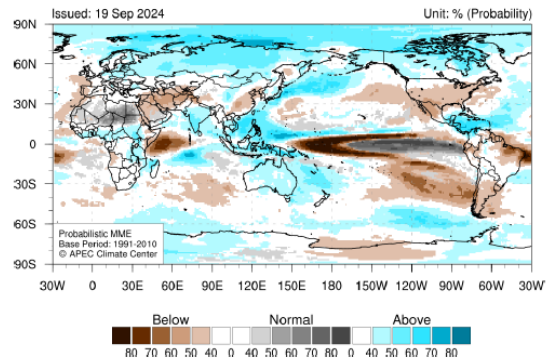 Issued: 19 Sep 2024 Unit: % (Probability)
90N
60N
30N
0
30S
60S
90S
Probabilistic MME
Base Period: 1991-2010
© APEC Climate Center
30W 0 30E 60E 90E 120E 150E 180 150W 120W 90W 60W 30W
Below Normal Above
80 70 60 50 40 0 40 50 60 70 80 0 40 50 60 70 80